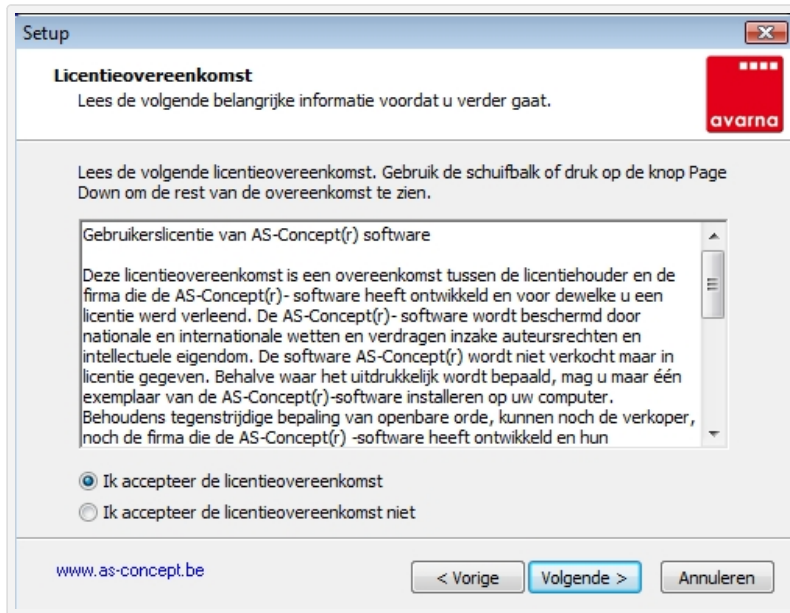 Setup
Licentieovereenkomst
Lees de volgende belangrijke informatie voordat u verder gaat.
avarna
Lees de volgende licentieovereenkomst. Gebruik de schuifbalk of druk op de knop Page
Down om de rest van de overeenkomst te zien.
Gebruikerslicentie van AS-Concept(r) software
Deze licentieovereenkomst is een overeenkomst tussen de licentiehouder en de
firma die de AS-Concept(r)- software heeft ontwikkeld en voor dewelke u een
licentie werd verleend. De AS-Concept(r)- software wordt beschermd door
nationale en internationale wetten en verdragen inzake auteursrechten en
intellectuele eigendom. De software AS-Concept(r) wordt niet verkocht maar in
licentie gegeven. Behalve waar het uitdrukkelijk wordt bepaald, mag u maar één
exemplaar van de AS-Concept(r)-software installeren op uw computer.
Behoudens tegenstrijdige bepaling van openbare orde, kunnen noch de verkoper,
noch de firma die de AS-Concept(r) -software heeft ontwikkeld en hun
Ik accepteer de licentieovereenkomst
Ik accepteer de licentieovereenkomst niet
www.as-concept.be
< Vorige
Volgende >
Annuleren